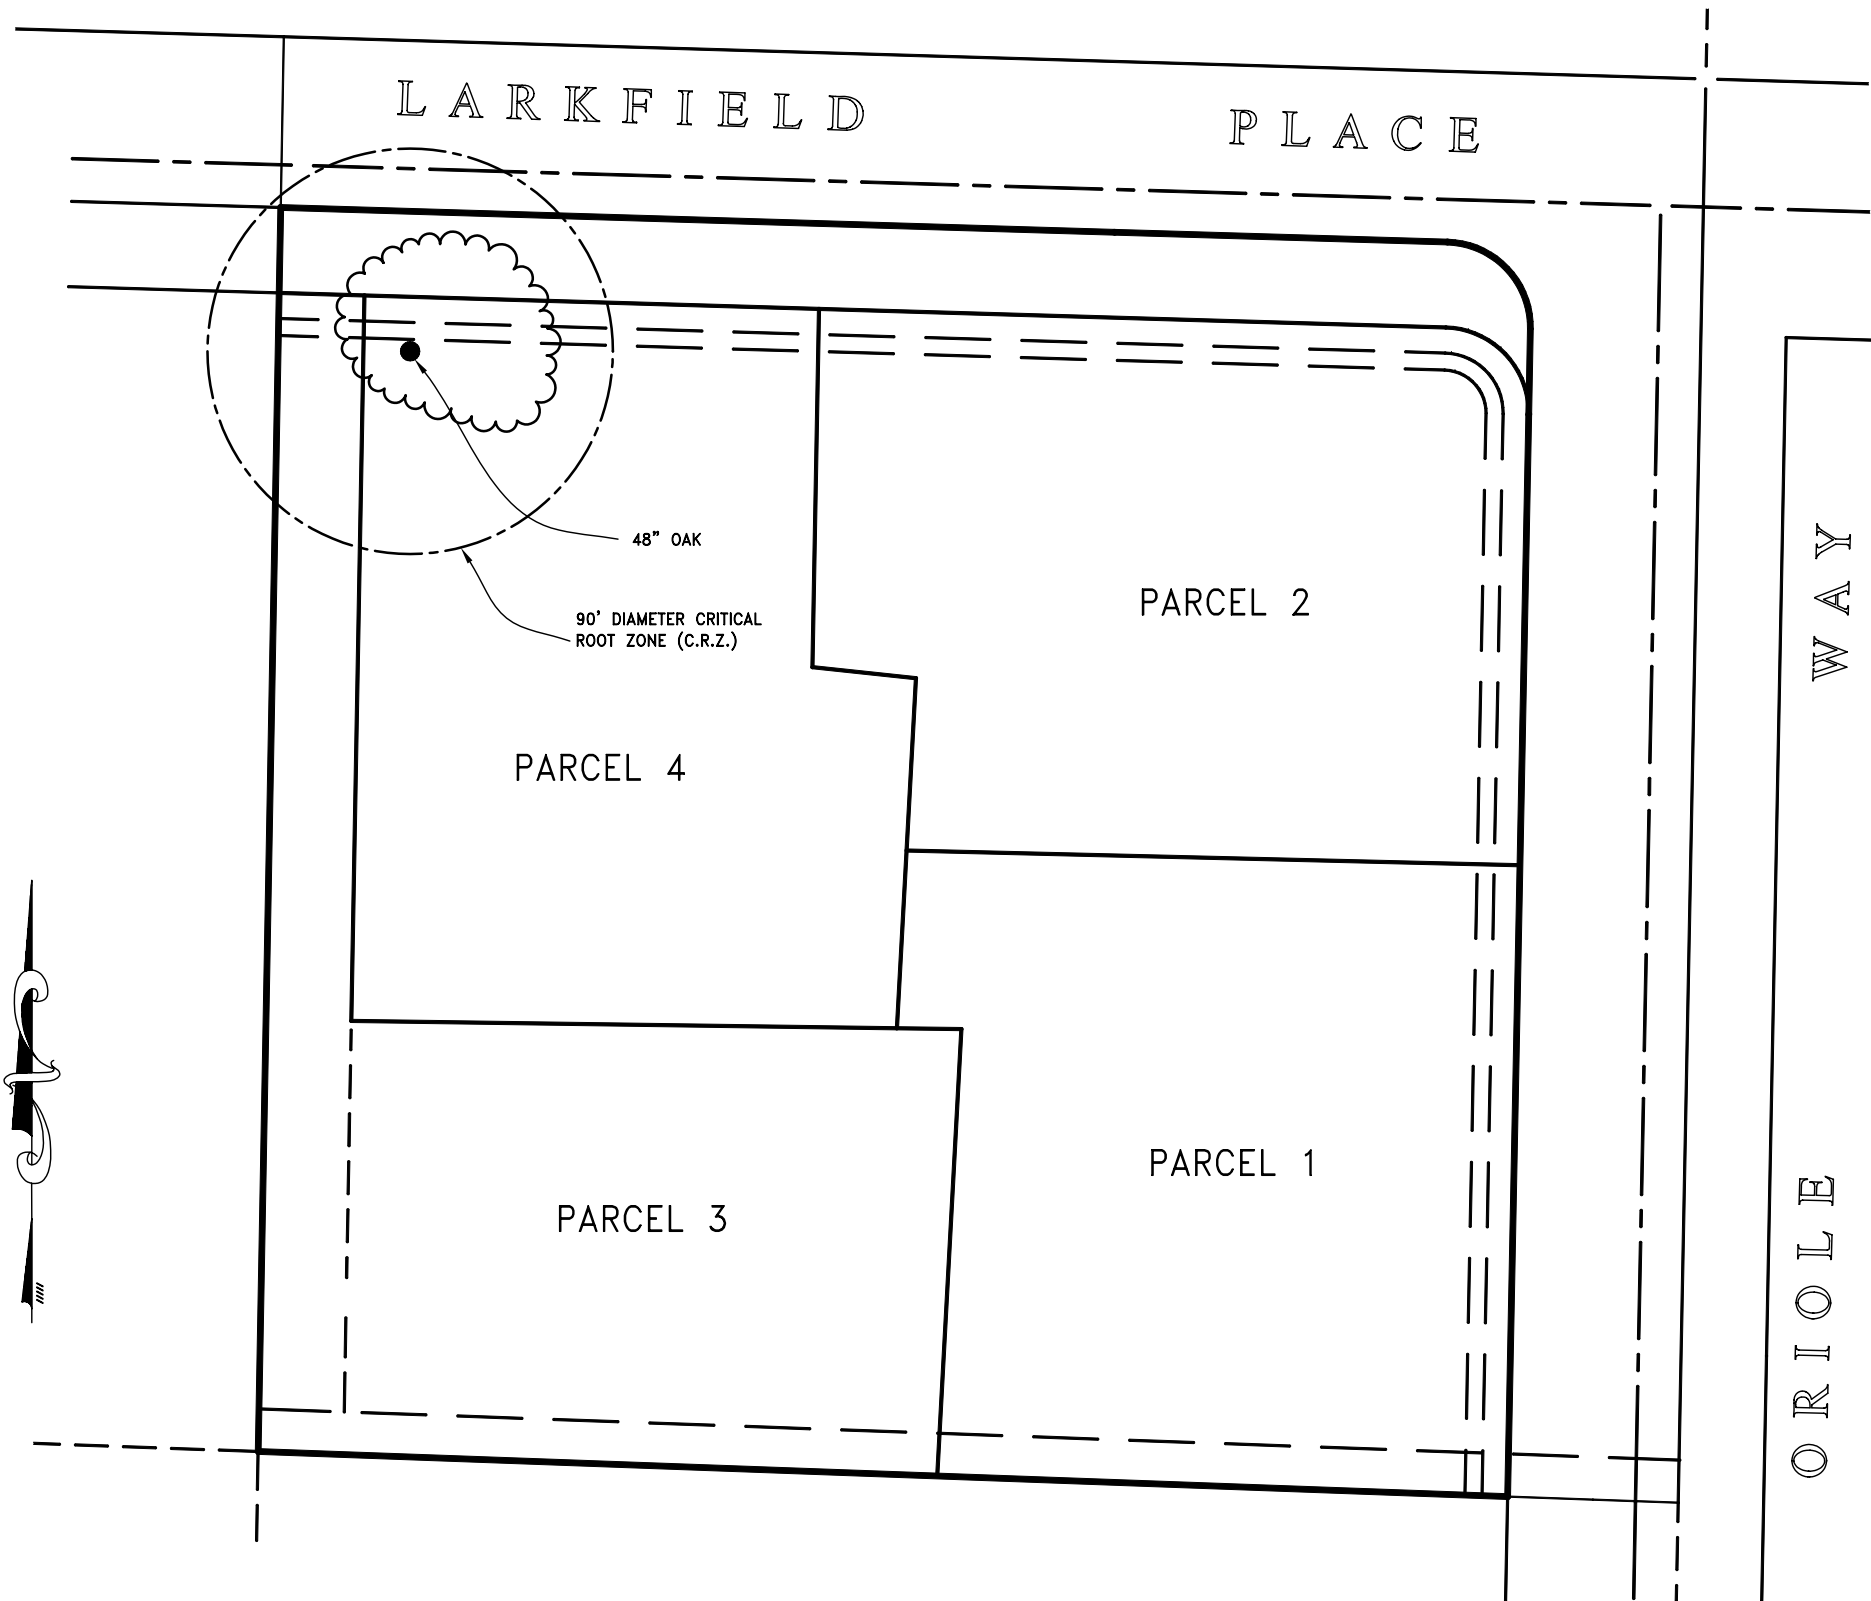 LARKFIELD PLACE
48" OAK
90' DIAMETER CRITICAL
ROOT ZONE (C.R.Z.)
PARCEL 2
PARCEL 4
PARCEL 1
PARCEL 3
ORIOLE WAY